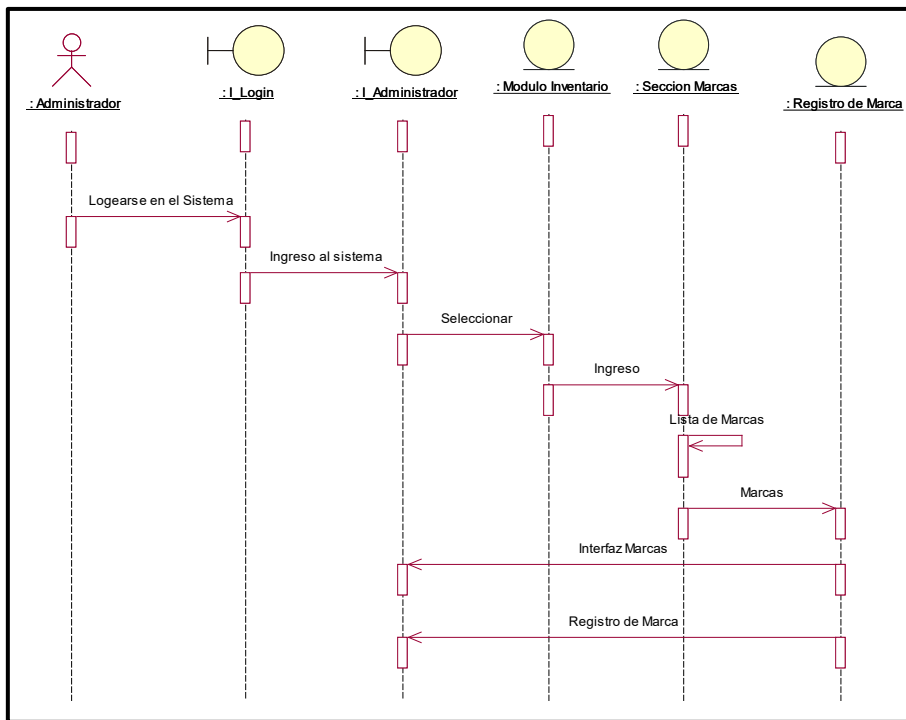 : Administrador
: I_Login
: I_Administrador
: Modulo Inventario
: Seccion Marcas
: Registro de Marca
Logearse en el Sistema
Ingreso al sistema
Seleccionar
Ingreso
Lista de Marcas
Marcas
Interfaz Marcas
Registro de Marca